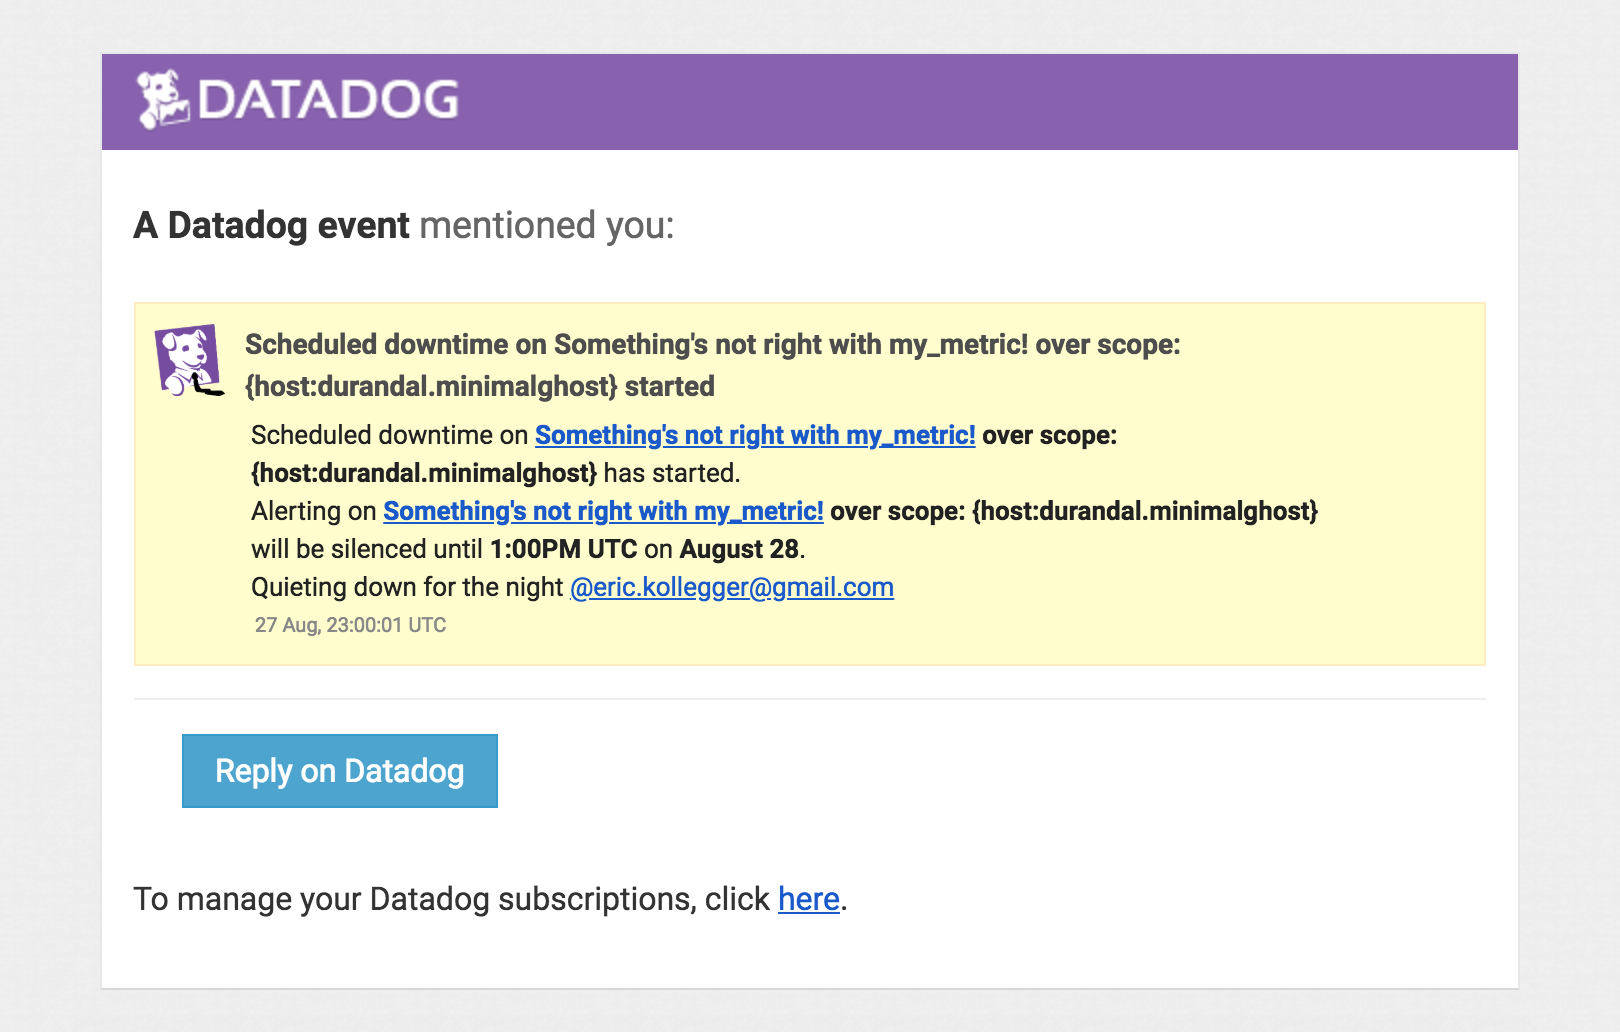 DATADOG
A Datadog event mentioned you:
Scheduled downtime on Something's not right with my_metric! over scope:
{host:durandal.minimalghost} started
Scheduled downtime on Something's not right with my_metric! over scope:
{host:durandal.minimalghost} has started.
Alerting on Something's not right with my_metric! over scope: {host:durandal.minimalghost}
will be silenced until 1:00PM UTC on August 28.
Quieting down for the night @eric.kollegger@gmail.com
27 Aug, 23:00:01 UTC
Reply on Datadog
To manage your Datadog subscriptions, click here.